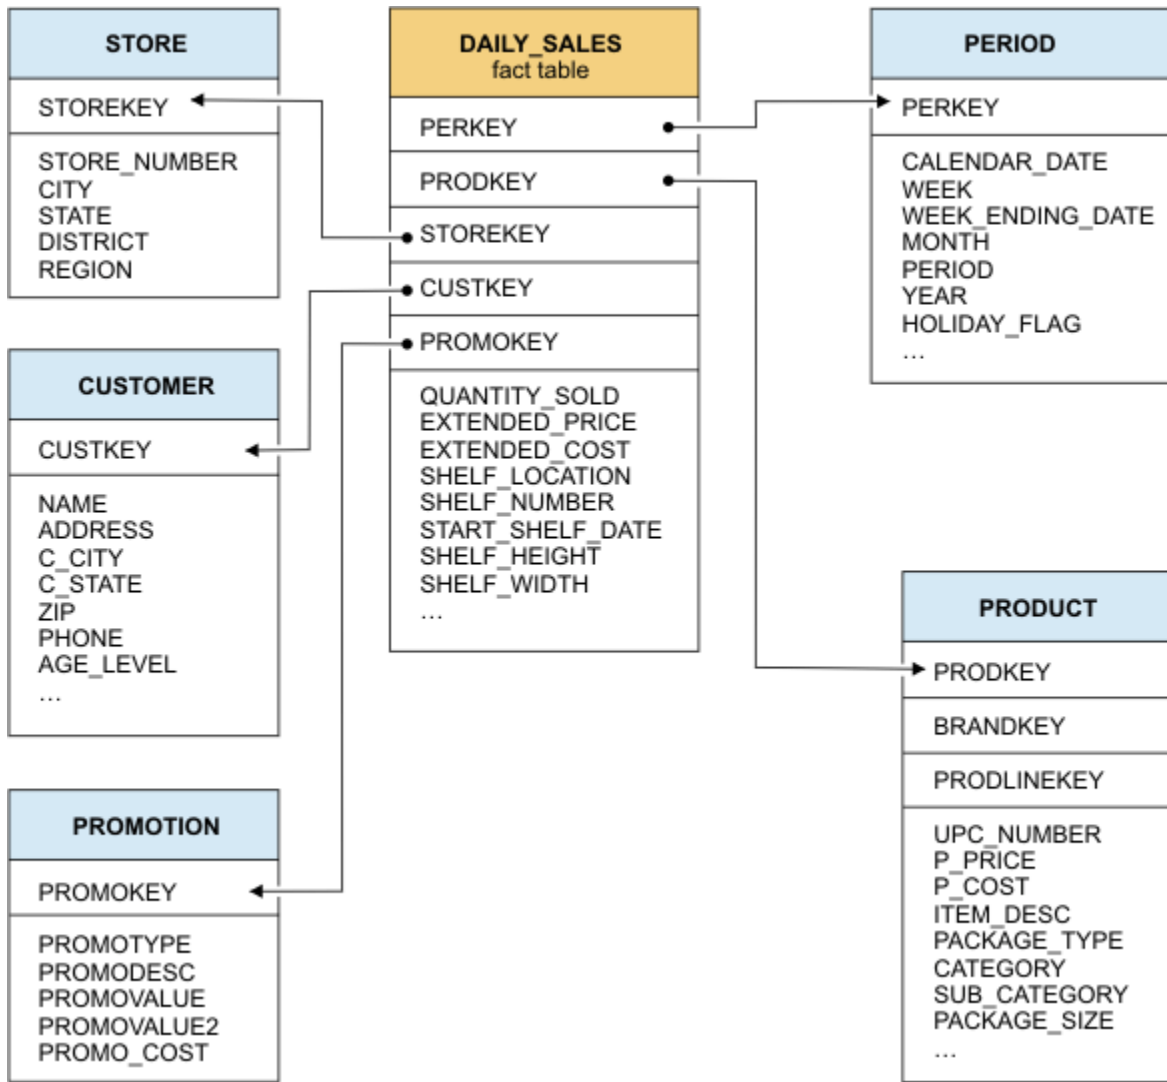 STORE
STOREKEY
STORE_NUMBER
CITY
STATE
DISTRICT
REGION
CUSTOMER
CUSTKEY
NAME
ADDRESS
C_CITY
C_STATE
ZIP
PHONE
AGE_LEVEL
...
PROMOTION
PROMOKEY
PROMOTYPE
PROMODESC
PROMOVALUE
PROMOVALUE2
PROMO_COST
DAILY_SALES
fact table
PERKEY
PRODKEY
STOREKEY
CUSTKEY
PROMOKEY
QUANTITY_SOLD
EXTENDED_PRICE
EXTENDED_COST
SHELF_LOCATION
SHELF_NUMBER
START_SHELF_DATE
SHELF_HEIGHT
SHELF_WIDTH
...
PERIOD
PERKEY
CALENDAR_DATE
WEEK
WEEK_ENDING_DATE
MONTH
PERIOD
YEAR
HOLIDAY_FLAG
...
PRODUCT
PRODKEY
BRANDKEY
PRODLINEKEY
UPC_NUMBER
P_PRICE
P_COST
ITEM_DESC
PACKAGE_TYPE
CATEGORY
SUB_CATEGORY
PACKAGE_SIZE
...